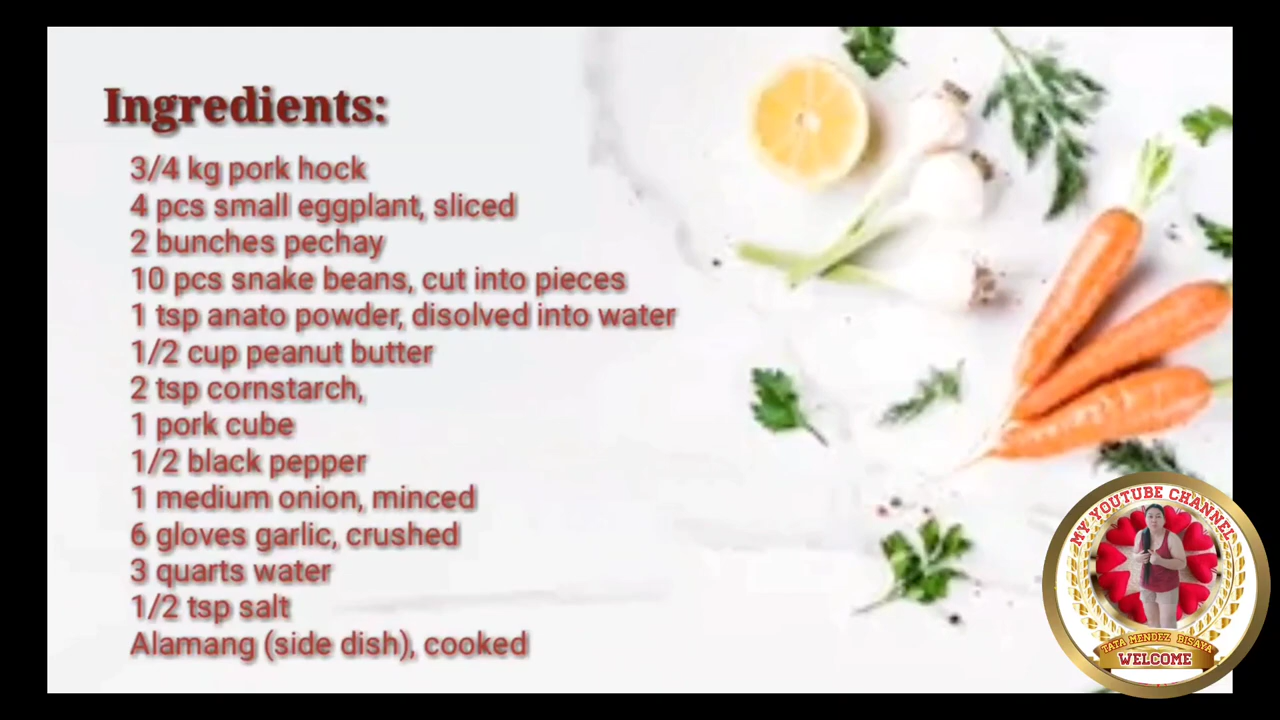 Ingredients:
3/4 kg pork hock
4 pcs small eggplant, sliced
2 bunches pechay
10 pcs snake beans, cut into pieces
1 tsp anato powder, disolved into water
1/2 cup peanut butter
2 tsp cornstarch,
1 pork cube
1/2 black pepper
1 medium onion, minced
6 gloves garlic, crushed
3 quarts water
1/2 tsp salt
Alamang (side dish), cooked
MY YOUTUBE CHANNEL
TATA MENDEZ BISAYA
WELCOME